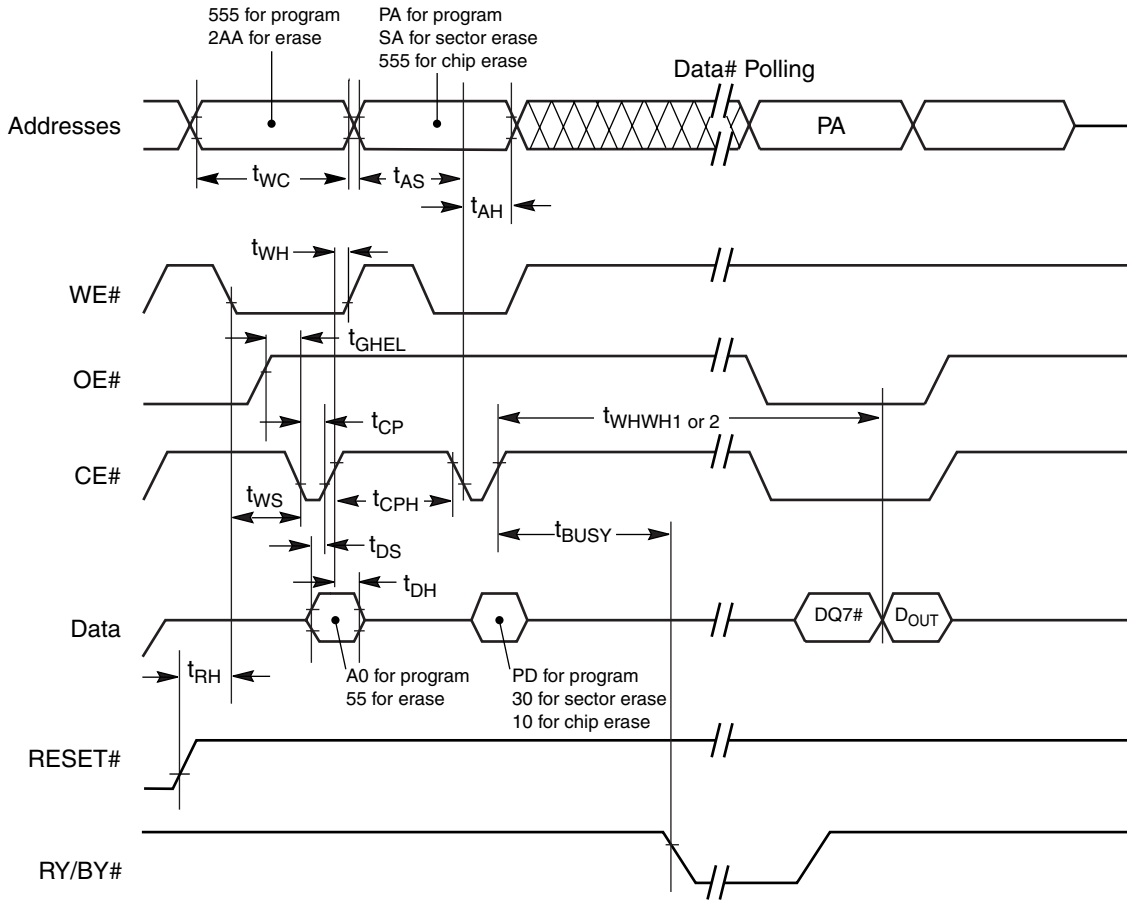 555 for program
2AA for erase
PA for program
SA for sector erase
555 for chip erase
Data# Polling
Addresses
PA
tWC
tAS
tAH
tWH
WE#
tGHEL
OE#
tWHWH1 or 2
tCP
CE#
tWS
tCPH
tBUSY
tDS
tDH
Data
DQ7#
DOUT
tRH
A0 for program
55 for erase
PD for program
30 for sector erase
10 for chip erase
RESET#
RY/BY#